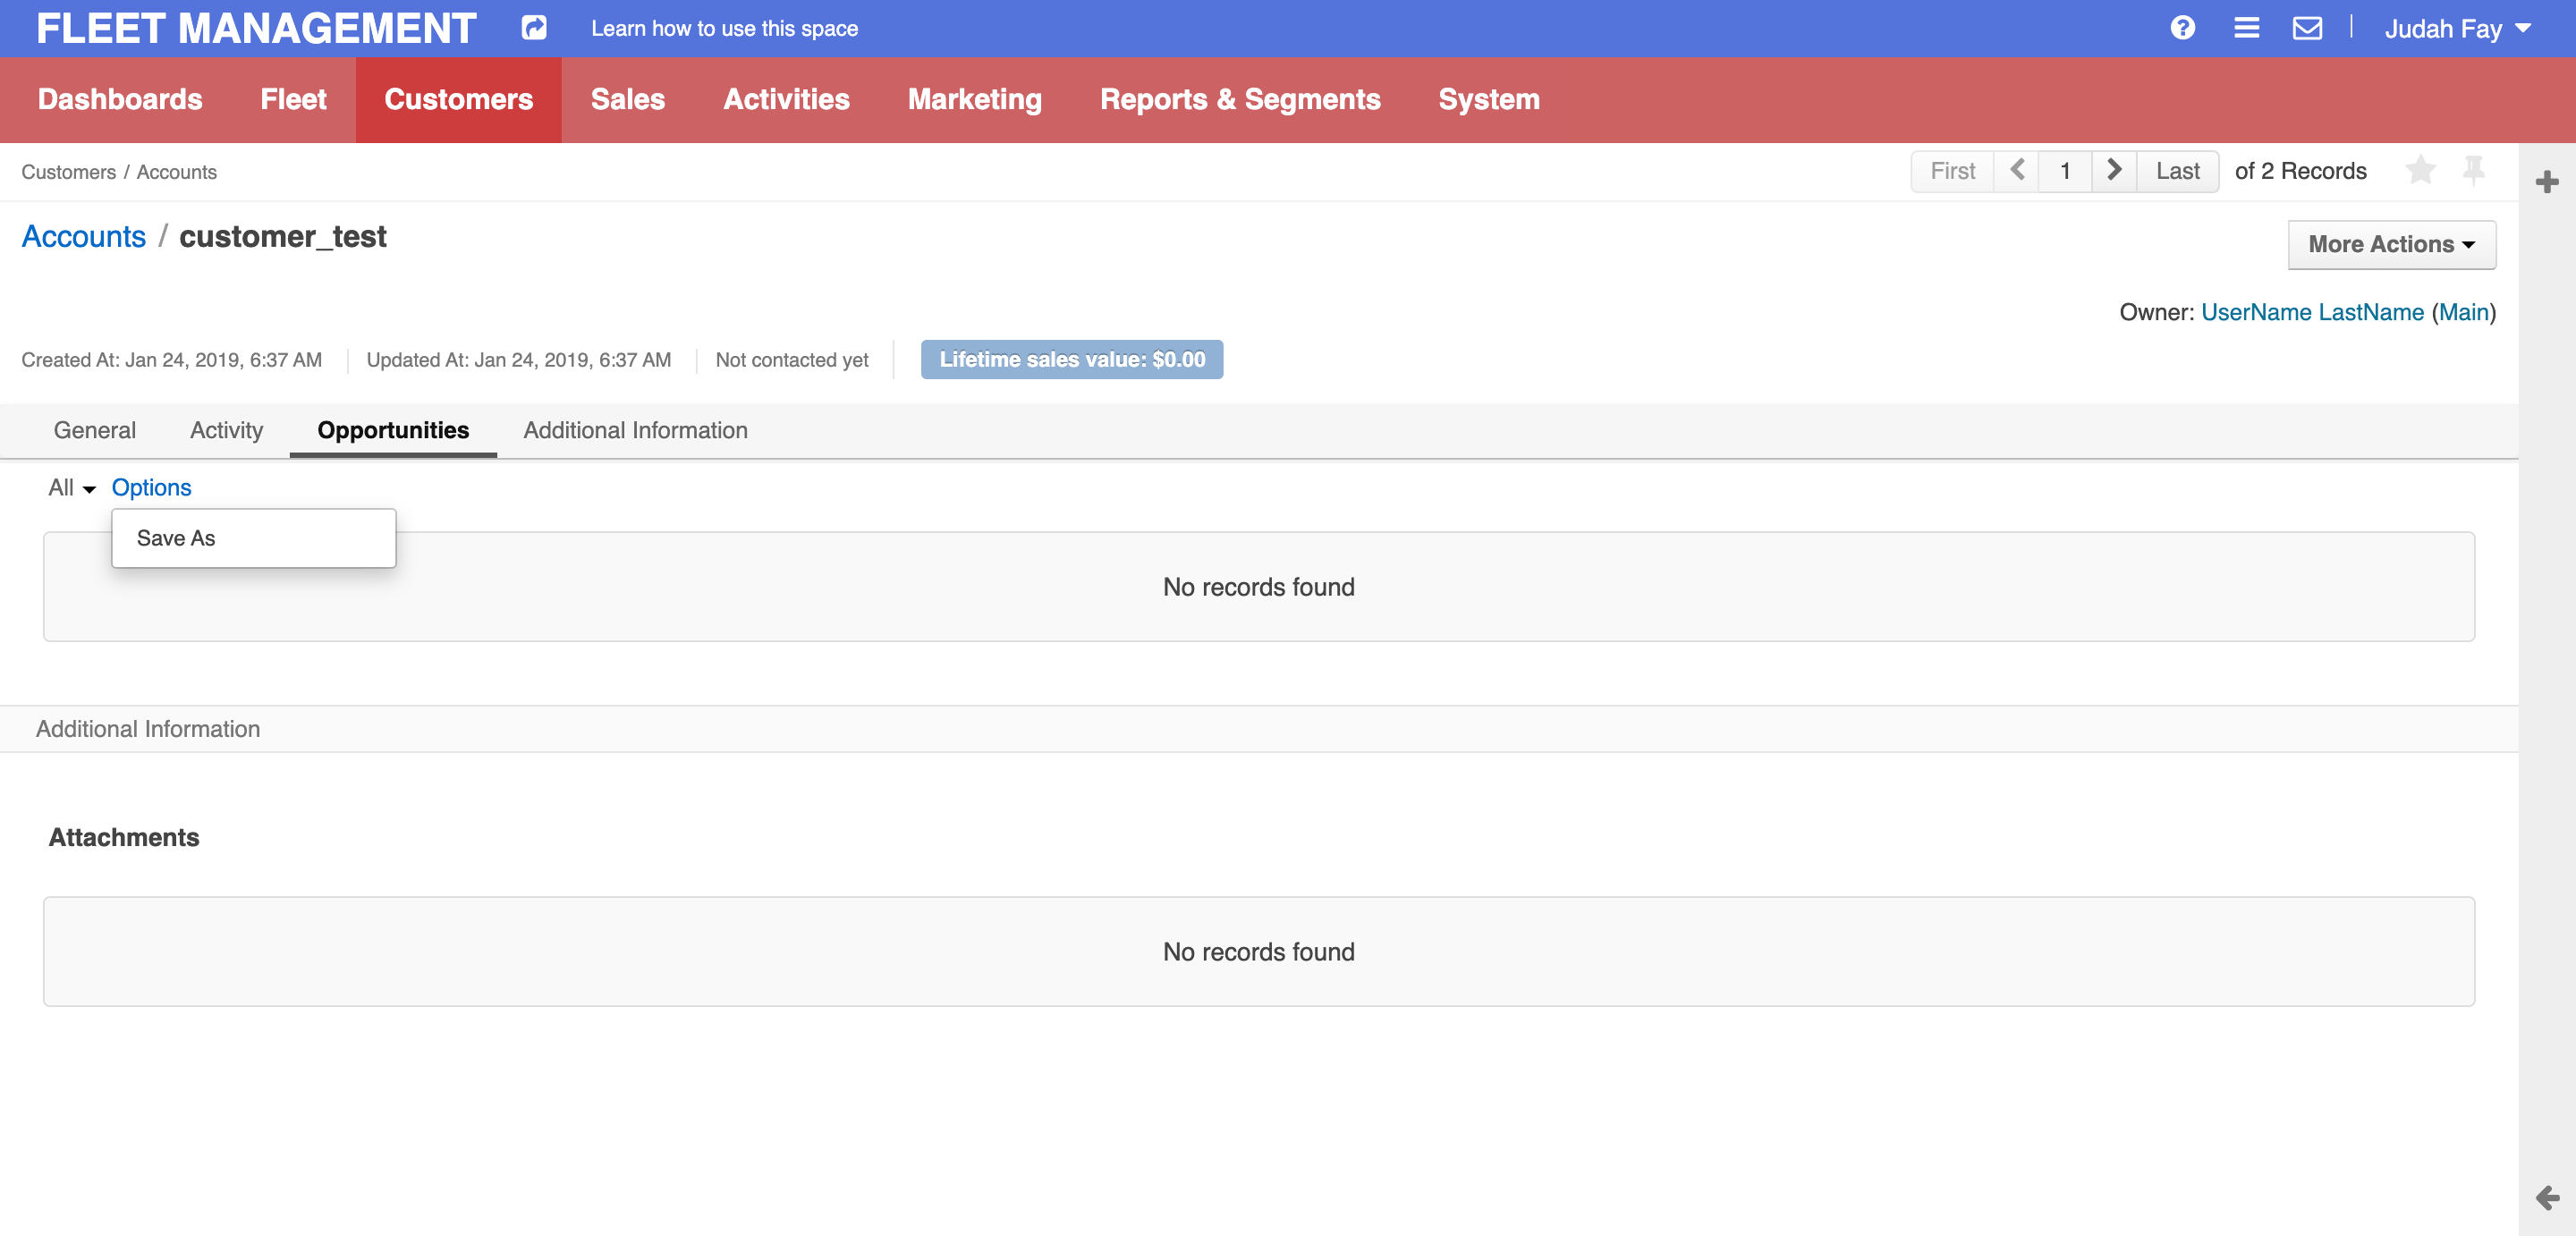 FLEET MANAGEMENT Learn how to use this space Judah Fay
Dashboards Fleet Customers Sales Activities Marketing Reports & Segments System
Customers / Accounts First 1 Last of 2 Records
Accounts / customer_test More Actions
Owner: UserName LastName (Main)
Created At: Jan 24, 2019, 6:37 AM Updated At: Jan 24, 2019, 6:37 AM Not contacted yet Lifetime sales value: $0.00
General Activity Opportunities Additional Information
All Options
Save As
No records found
Additional Information
Attachments
No records found